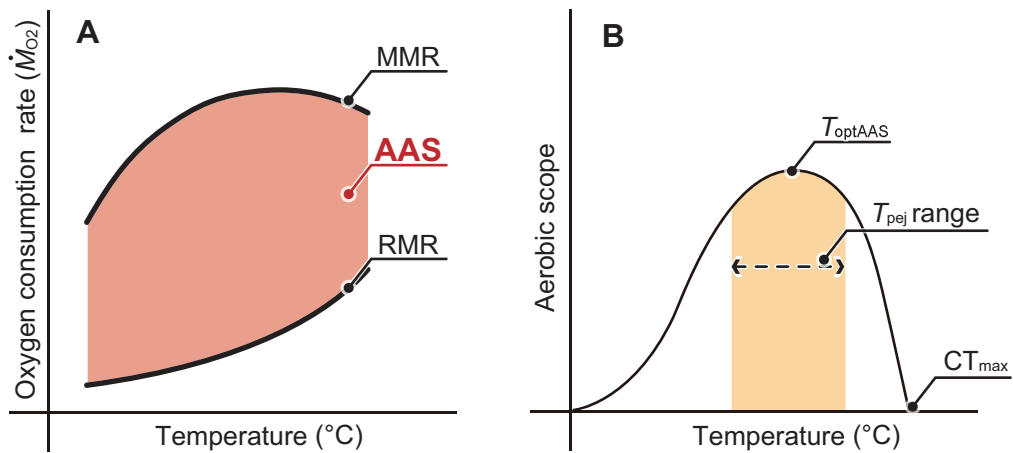 A
Oxygen consumption rate (ṀO2)
MMR
AAS
RMR
Temperature (°C)
B
Aerobic scope
ToptAAS
Tpej range
CTmax
Temperature (°C)